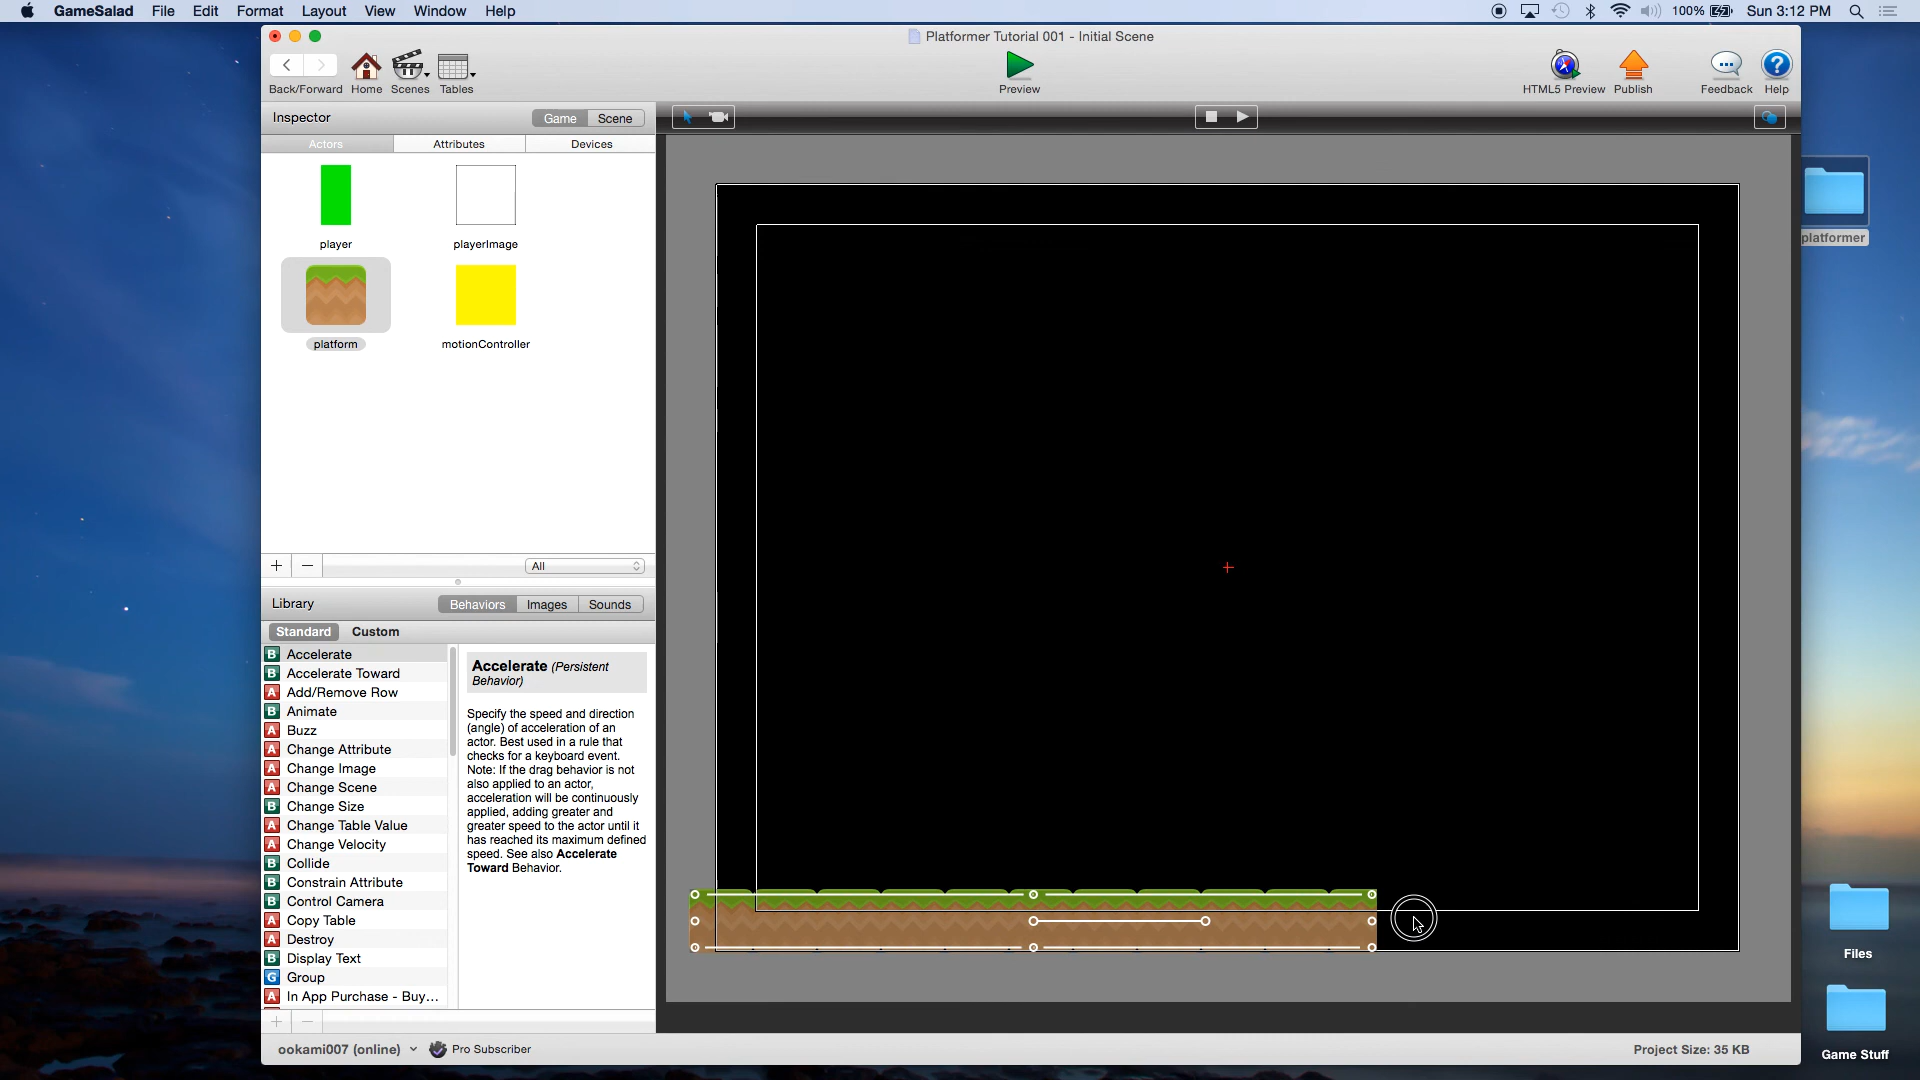 GameSalad File Edit Format Layout View Window Help
100% Sun 3:12 PM
Platformer Tutorial 001 - Initial Scene
Back/Forward Home Scenes Tables
Preview
HTML5 Preview Publish Feedback Help
Inspector
Game Scene
Actors Attributes Devices
player playerImage
platform motionController
All
Library
Behaviors Images Sounds
Standard Custom
B Accelerate
B Accelerate Toward
A Add/Remove Row
B Animate
A Buzz
A Change Attribute
A Change Image
A Change Scene
B Change Size
A Change Table Value
A Change Velocity
B Collide
B Constrain Attribute
B Control Camera
A Copy Table
A Destroy
B Display Text
G Group
A In App Purchase - Buy...
Accelerate (Persistent
Behavior)
Specify the speed and direction
(angle) of acceleration of an
actor. Best used in a rule that
checks for a keyboard event.
Note: If the drag behavior is not
also applied to an actor,
acceleration will be continuously
applied, adding greater and
greater speed to the actor until it
has reached its maximum defined
speed. See also Accelerate
Toward Behavior.
ookami007 (online) Pro Subscriber
Project Size: 35 KB
platformer
Files
Game Stuff